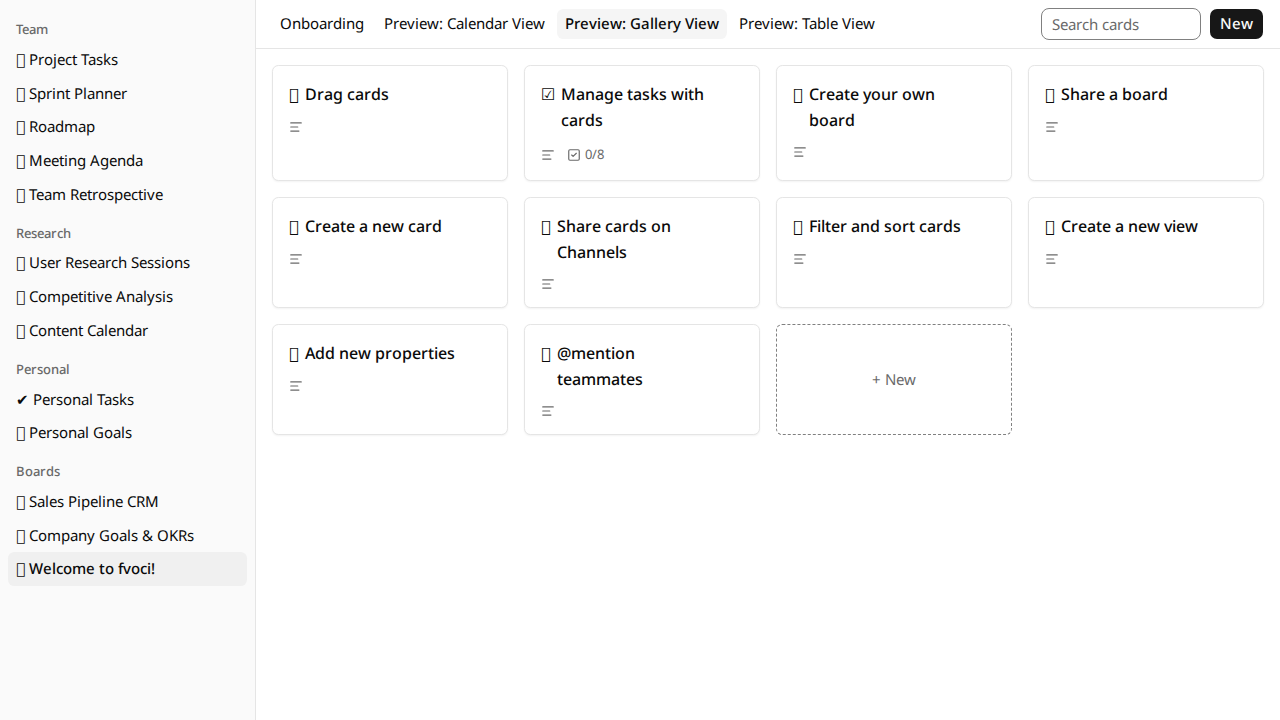 Team
Project Tasks
Sprint Planner
Roadmap
Meeting Agenda
Team Retrospective
Research
User Research Sessions
Competitive Analysis
Content Calendar
Personal
✔ Personal Tasks
Personal Goals
Boards
Sales Pipeline CRM
Company Goals & OKRs
Welcome to fvoci!
Onboarding
Preview: Calendar View
Preview: Gallery View
Preview: Table View
Search cards
New
Drag cards
☑ Manage tasks with
cards
0/8
Create your own
board
Share a board
Create a new card
Share cards on
Channels
Filter and sort cards
Create a new view
Add new properties
@mention
teammates
+ New